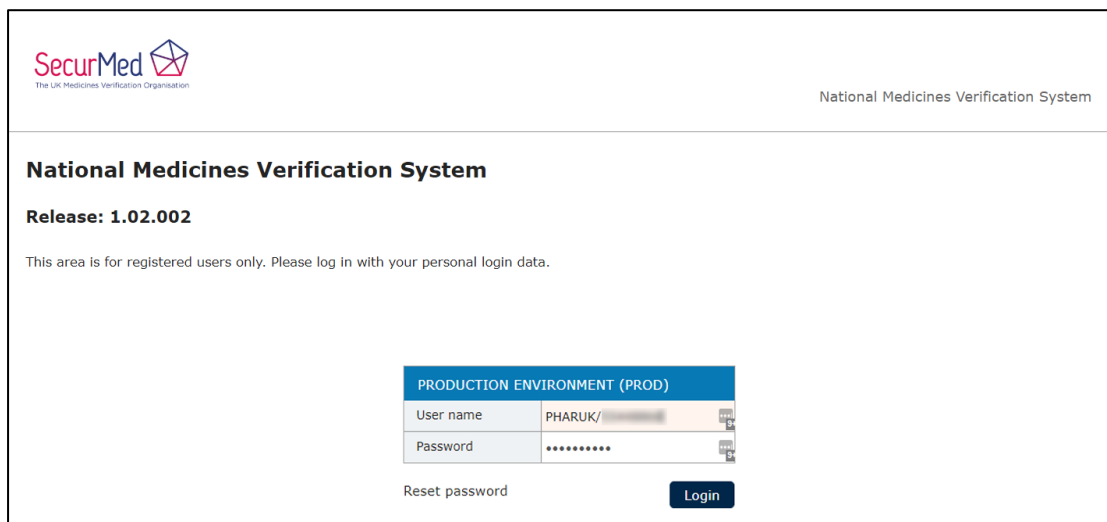 SecurMed
The UK Medicines Verification Organisation
National Medicines Verification System
National Medicines Verification System
Release: 1.02.002
This area is for registered users only. Please log in with your personal login data.
PRODUCTION ENVIRONMENT (PROD)
User name PHARUK/
Password ••••••••••
Reset password Login